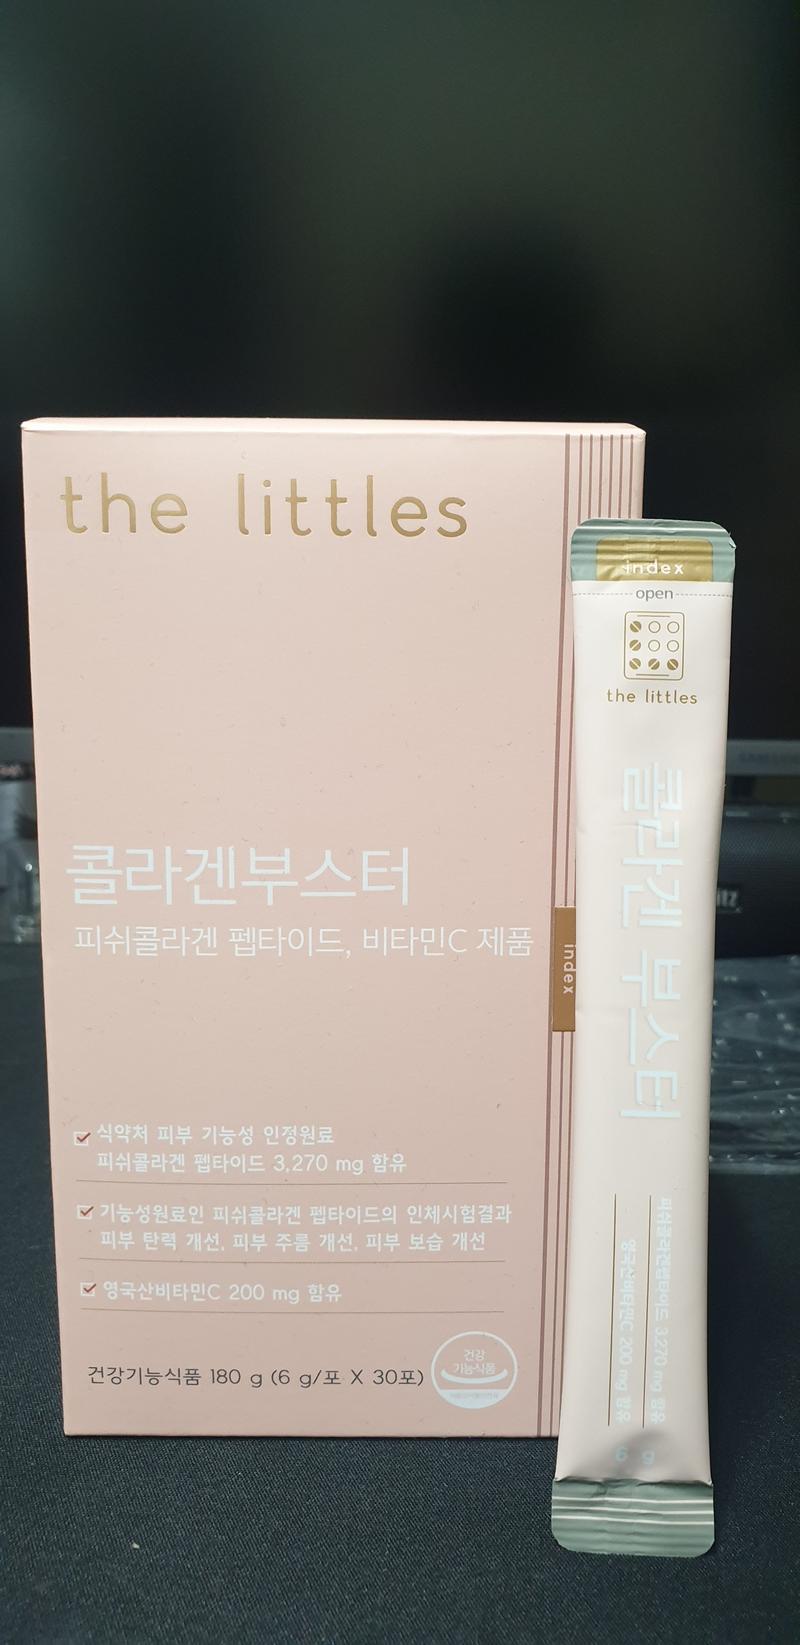 the littles
콜라겐부스터
피쉬콜라겐 펩타이드, 비타민C 제품
index
식약처 피부 기능성 인정원료
피쉬콜라겐 펩타이드 3,270 mg 함유
기능성원료인 피쉬콜라겐 펩타이드의 인체시험결과
피부 탄력 개선, 피부 주름 개선, 피부 보습 개선
영국산비타민C 200 mg 함유
건강기능식품 180 g (6 g/포 X 30포)
건강
기능식품
index
open
the littles
콜라겐 부스터
피쉬콜라겐펩타이드 3,270 mg 함유
영국산비타민C 200 mg 함유
6 g